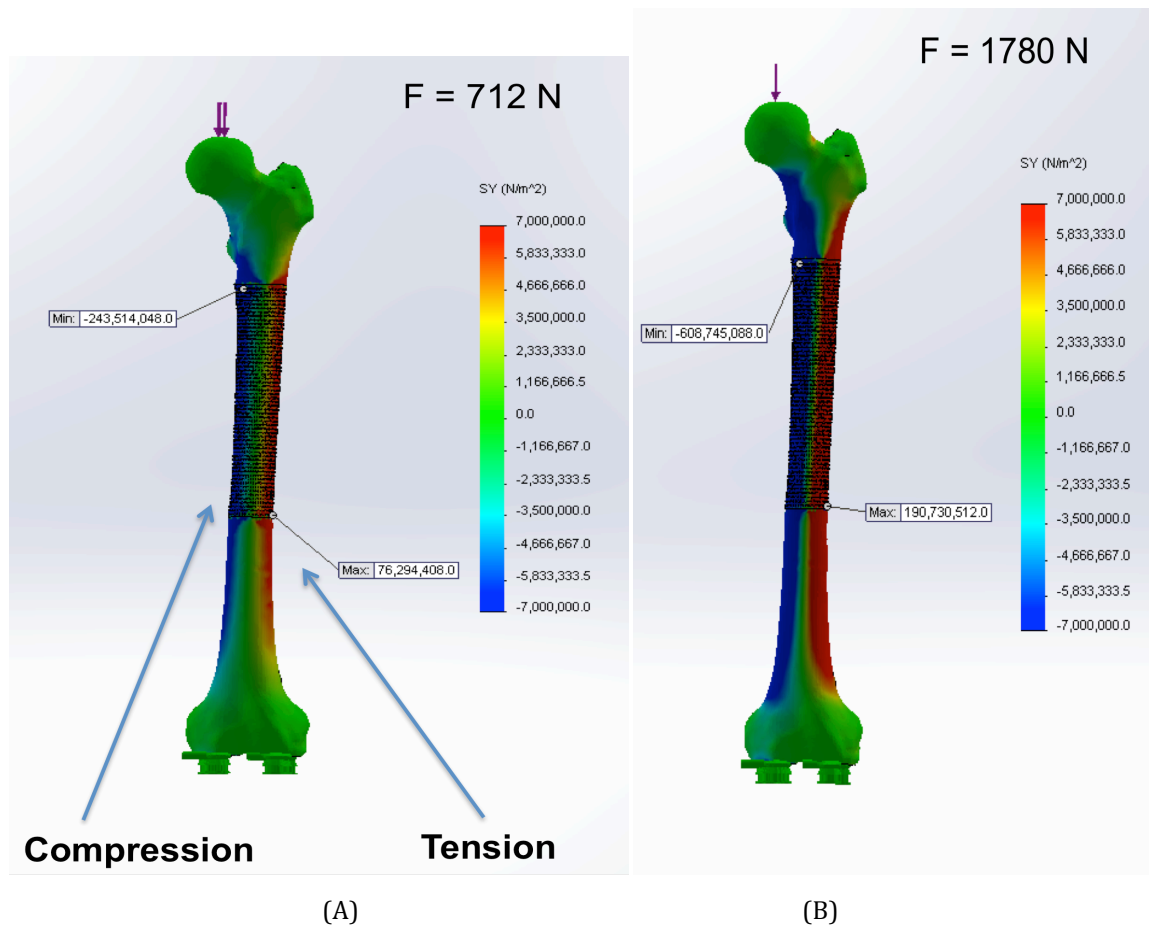 F = 712 N
SY (N/m^2)
7,000,000.0
5,833,333.0
4,666,666.0
3,500,000.0
2,333,333.0
1,166,666.5
0.0
-1,166,667.0
-2,333,333.5
-3,500,000.0
-4,666,667.0
-5,833,333.5
-7,000,000.0
Min: -243,514,048.0
Max: 76,294,408.0
Compression
Tension
(A)
F = 1780 N
SY (N/m^2)
7,000,000.0
5,833,333.0
4,666,666.0
3,500,000.0
2,333,333.0
1,166,666.5
0.0
-1,166,667.0
-2,333,333.5
-3,500,000.0
-4,666,667.0
-5,833,333.5
-7,000,000.0
Min: -608,745,088.0
Max: 190,730,512.0
(B)